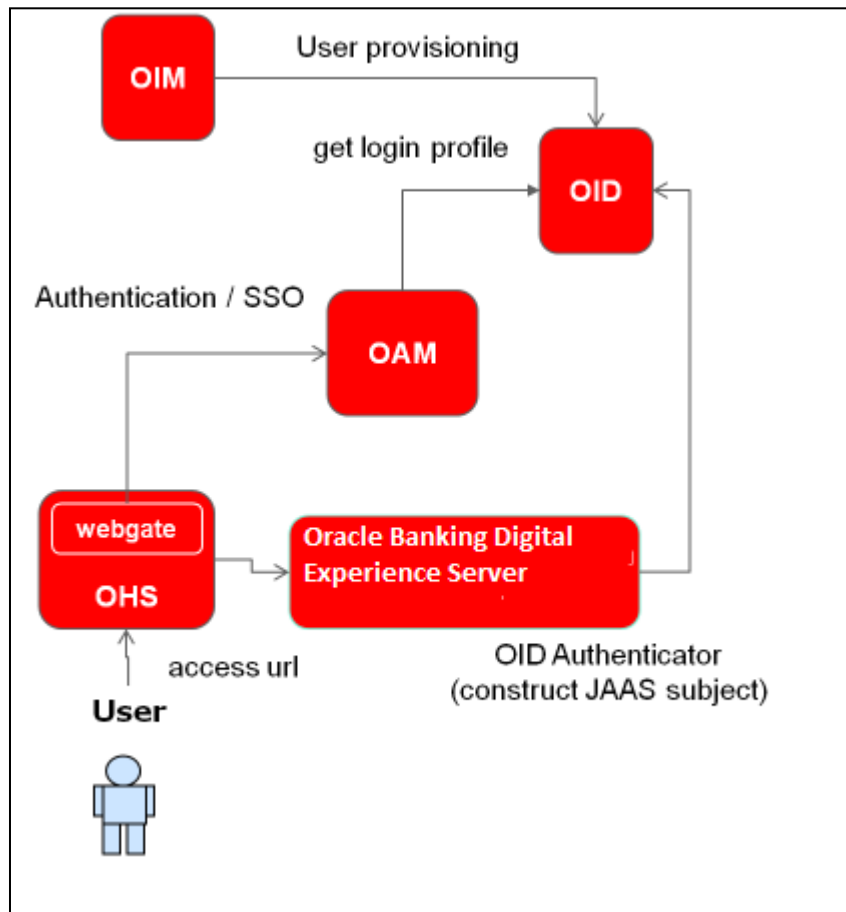 OIM
User provisioning
get login profile
OID
Authentication / SSO
OAM
webgate
OHS
Oracle Banking Digital
Experience Server
access url
OID Authenticator
(construct JAAS subject)
User